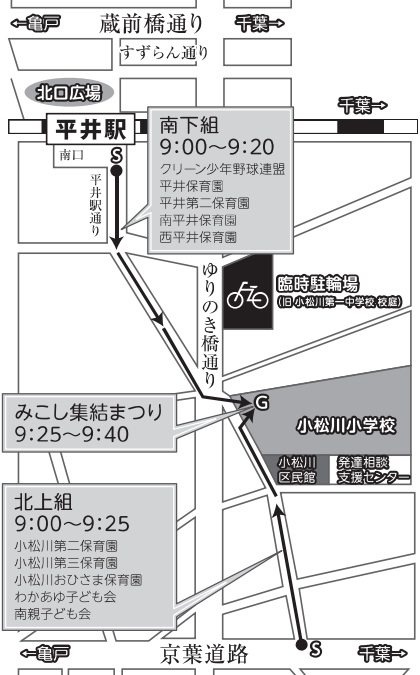 ←亀戸 蔵前橋通り 千葉→
すずらん通り
北口広場
千葉→
平井駅
南口
S
平井駅通り
南下組
9:00〜9:20
クリーン少年野球連盟
平井保育園
平井第二保育園
南平井保育園
西平井保育園
ゆりのき橋通り
臨時駐輪場
(旧 小松川第一中学校 校庭)
みこし集結まつり
9:25〜9:40
G
小松川小学校
小松川
区民館
発達相談
支援センター
北上組
9:00〜9:25
小松川第二保育園
小松川第三保育園
小松川おひさま保育園
わかあゆ子ども会
南親子ども会
S
←亀戸 京葉道路 千葉→